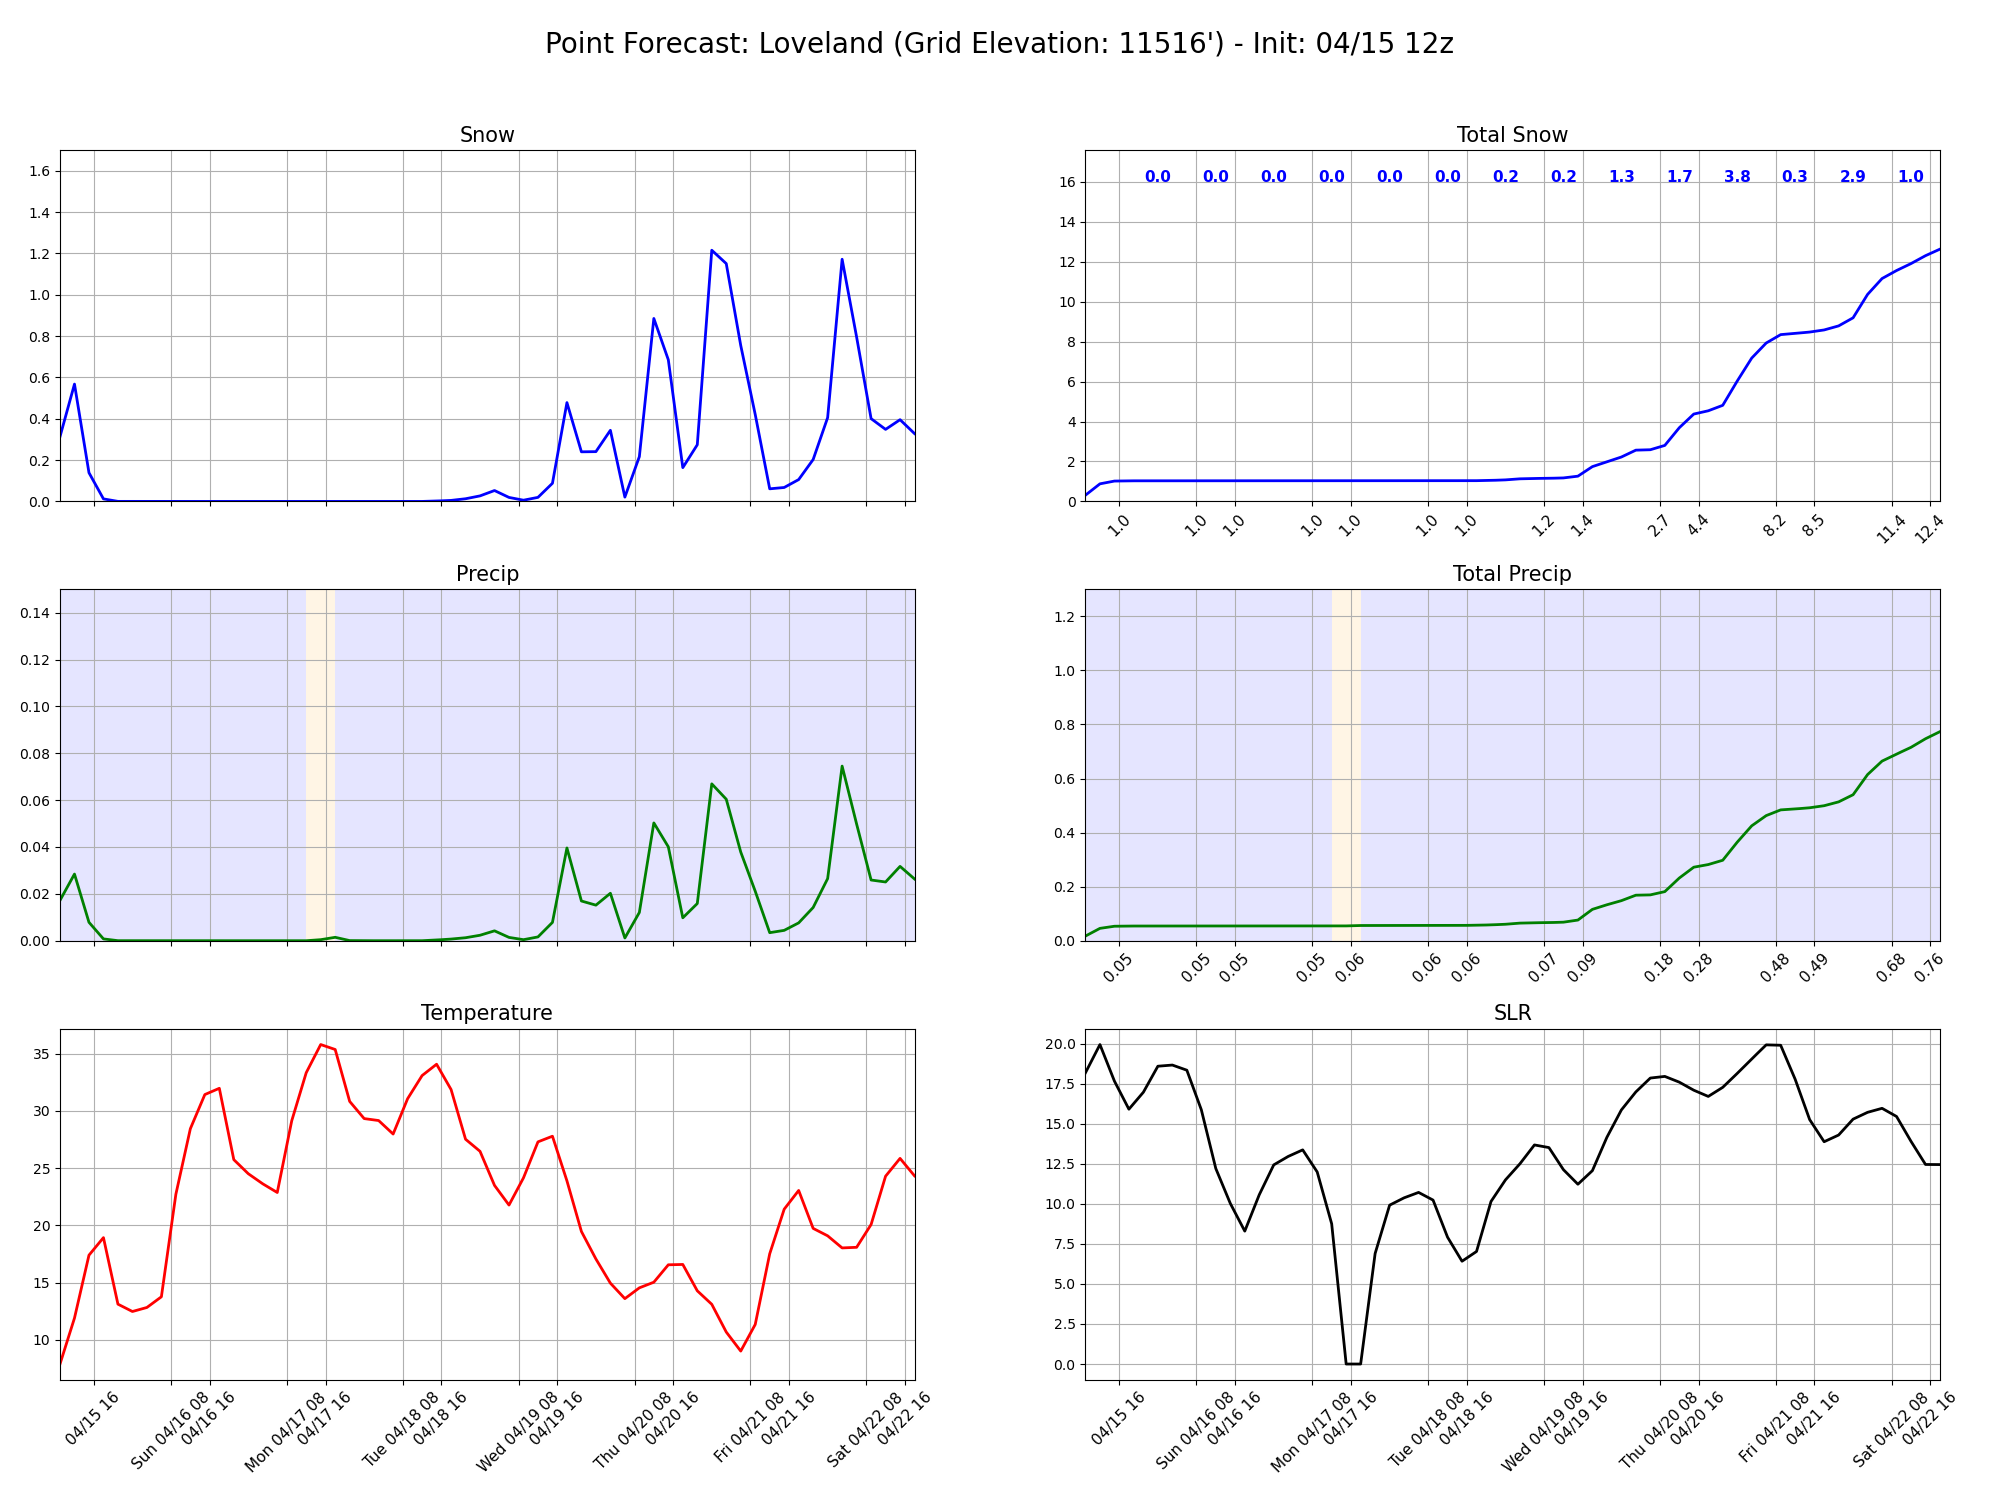 Point Forecast: Loveland (Grid Elevation: 11516') - Init: 04/15 12z
Snow
1.6
1.4
1.2
1.0
0.8
0.6
0.4
0.2
0.0
Total Snow
0.0 0.0 0.0 0.0 0.0 0.0 0.2 0.2 1.3 1.7 3.8 0.3 2.9 1.0
16
14
12
10
8
6
4
2
0
1.0 1.0 1.0 1.0 1.0 1.0 1.0 1.2 1.4 2.7 4.4 8.2 8.5 11.4 12.4
Precip
0.14
0.12
0.10
0.08
0.06
0.04
0.02
0.00
Total Precip
1.2
1.0
0.8
0.6
0.4
0.2
0.0
0.05 0.05 0.05 0.05 0.06 0.06 0.06 0.07 0.09 0.18 0.28 0.48 0.49 0.68 0.76
Temperature
35
30
25
20
15
10
04/15 16
Sun 04/16 08
04/16 16
Mon 04/17 08
04/17 16
Tue 04/18 08
04/18 16
Wed 04/19 08
04/19 16
Thu 04/20 08
04/20 16
Fri 04/21 08
04/21 16
Sat 04/22 08
04/22 16
SLR
20.0
17.5
15.0
12.5
10.0
7.5
5.0
2.5
0.0
04/15 16
Sun 04/16 08
04/16 16
Mon 04/17 08
04/17 16
Tue 04/18 08
04/18 16
Wed 04/19 08
04/19 16
Thu 04/20 08
04/20 16
Fri 04/21 08
04/21 16
Sat 04/22 08
04/22 16